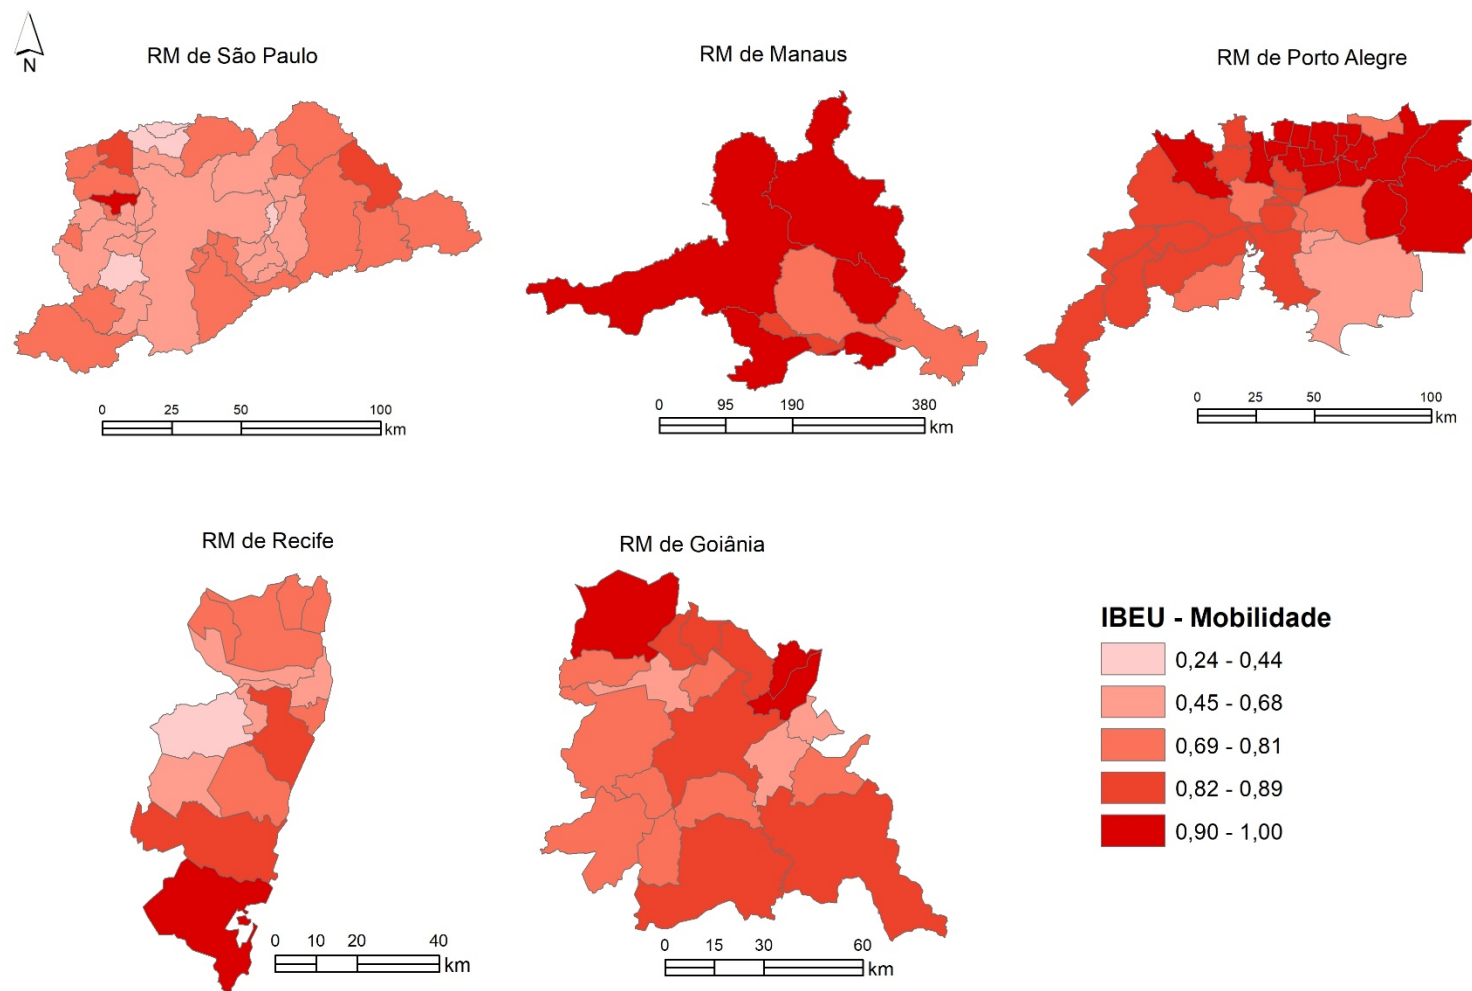 N
RM de São Paulo
RM de Manaus
RM de Porto Alegre
0 25 50 100
km
0 95 190 380
km
0 25 50 100
km
RM de Recife
RM de Goiânia
0 10 20 40
km
0 15 30 60
km
IBEU - Mobilidade
0,24 - 0,44
0,45 - 0,68
0,69 - 0,81
0,82 - 0,89
0,90 - 1,00